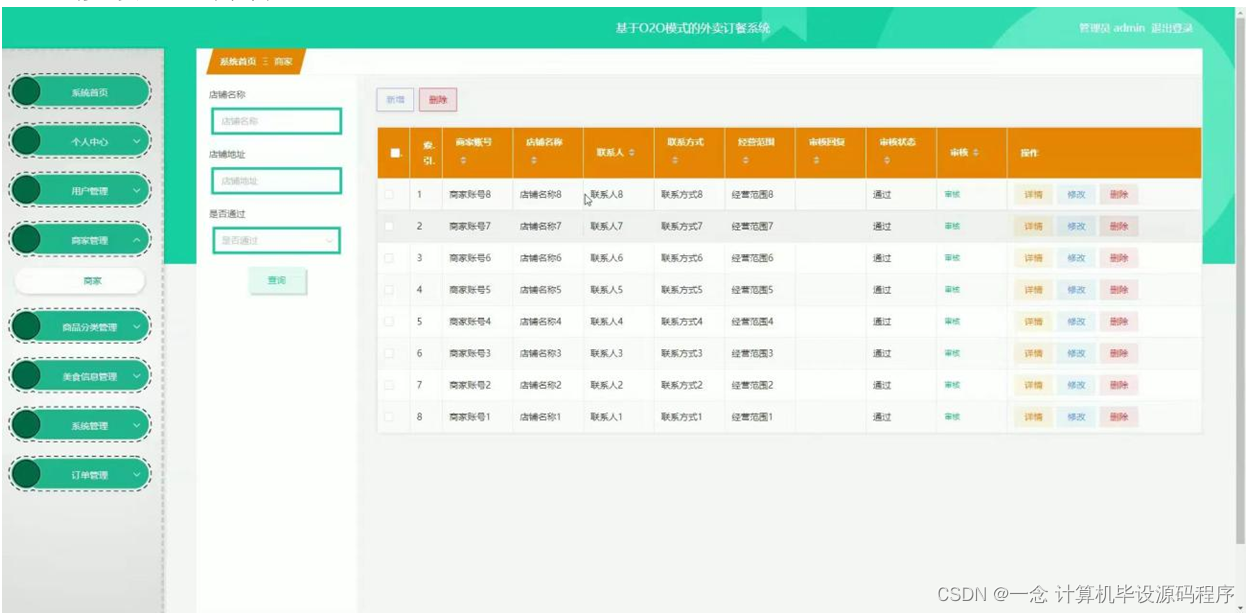 基于O2O模式的外卖订餐系统
管理员 admin 退出登录
系统首页
个人中心
用户管理
商家管理
商家
商品分类管理
美食信息管理
系统管理
订单管理
系统首页 Ξ 商家
店铺名称
店铺名称
店铺地址
店铺地址
是否通过
是否通过
查询
新增 删除
索引. 商家账号 店铺名称 联系人 联系方式 经营范围 审核回复 审核状态 审核 操作
1 商家账号8 店铺名称8 联系人8 联系方式8 经营范围8 通过 审核 详情 修改 删除
2 商家账号7 店铺名称7 联系人7 联系方式7 经营范围7 通过 审核 详情 修改 删除
3 商家账号6 店铺名称6 联系人6 联系方式6 经营范围6 通过 审核 详情 修改 删除
4 商家账号5 店铺名称5 联系人5 联系方式5 经营范围5 通过 审核 详情 修改 删除
5 商家账号4 店铺名称4 联系人4 联系方式4 经营范围4 通过 审核 详情 修改 删除
6 商家账号3 店铺名称3 联系人3 联系方式3 经营范围3 通过 审核 详情 修改 删除
7 商家账号2 店铺名称2 联系人2 联系方式2 经营范围2 通过 审核 详情 修改 删除
8 商家账号1 店铺名称1 联系人1 联系方式1 经营范围1 通过 审核 详情 修改 删除
CSDN @一念 计算机毕设源码程序